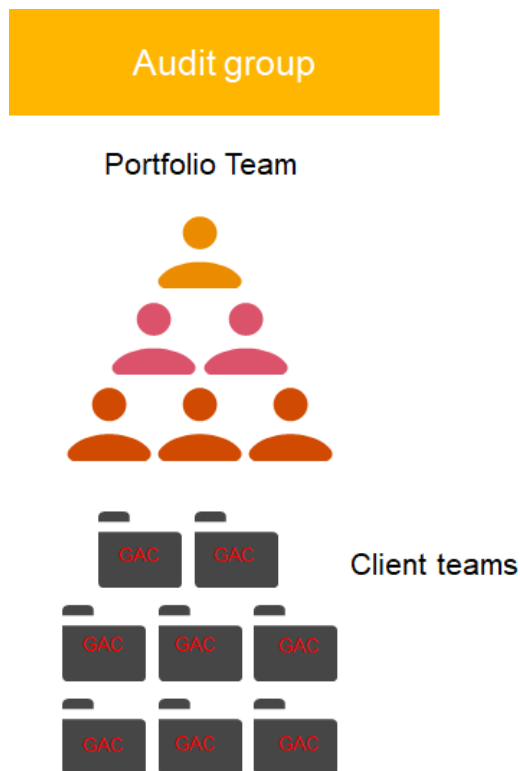 Audit group
Portfolio Team
GAC GAC
Client teams
GAC GAC GAC
GAC GAC GAC